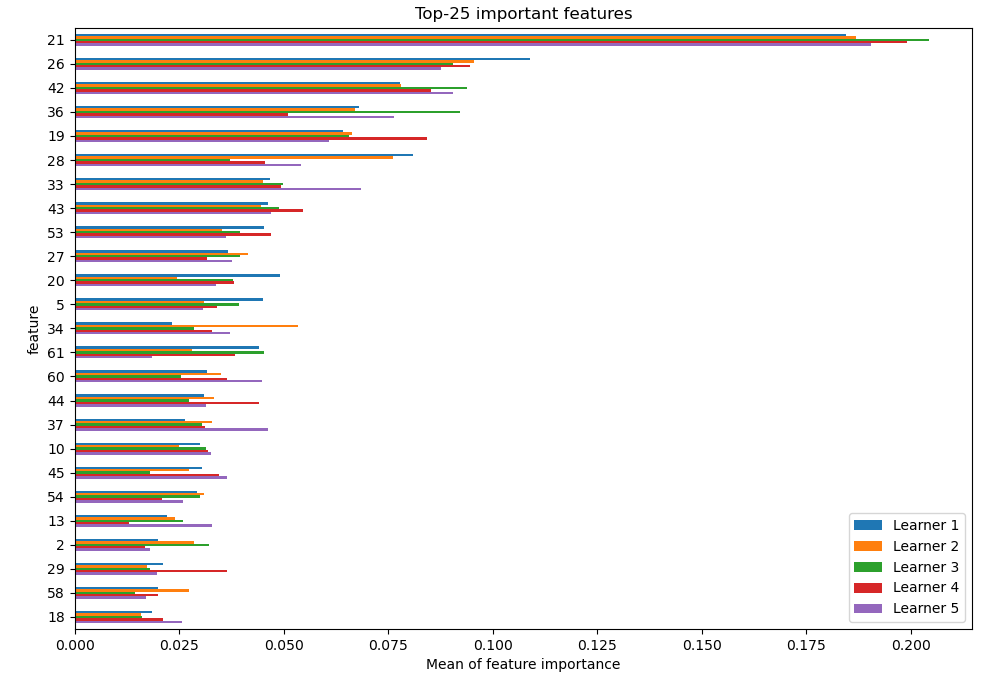 Top-25 important features
21
26
42
36
19
28
33
43
53
27
20
5
34
61
60
44
37
10
45
54
13
2
29
58
18
feature
Learner 1
Learner 2
Learner 3
Learner 4
Learner 5
0.000 0.025 0.050 0.075 0.100 0.125 0.150 0.175 0.200
Mean of feature importance